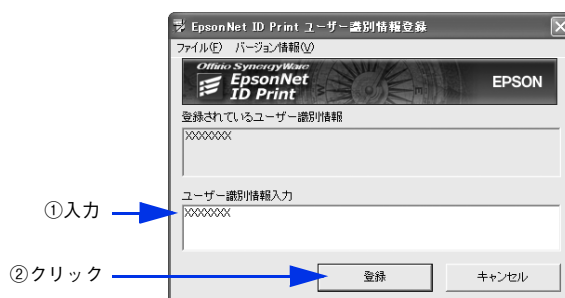 EpsonNet ID Print ユーザー識別情報登録
ファイル(F) バージョン情報(V)
Offirio SynergyWare
EpsonNet
ID Print
EPSON
登録されているユーザー識別情報
XXXXXXX
ユーザー識別情報入力
①入力
XXXXXXX
②クリック
登録
キャンセル